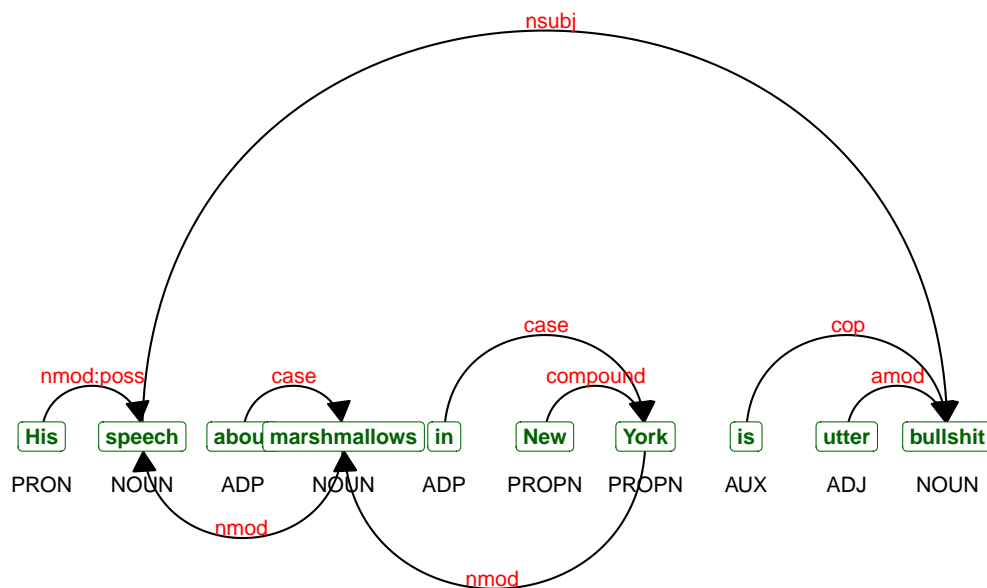 nsubj
case cop
nmod:poss case compound amod
His speech abou marshmallows in New York is utter bullshit
PRON NOUN ADP NOUN ADP PROPN PROPN AUX ADJ NOUN
nmod
nmod